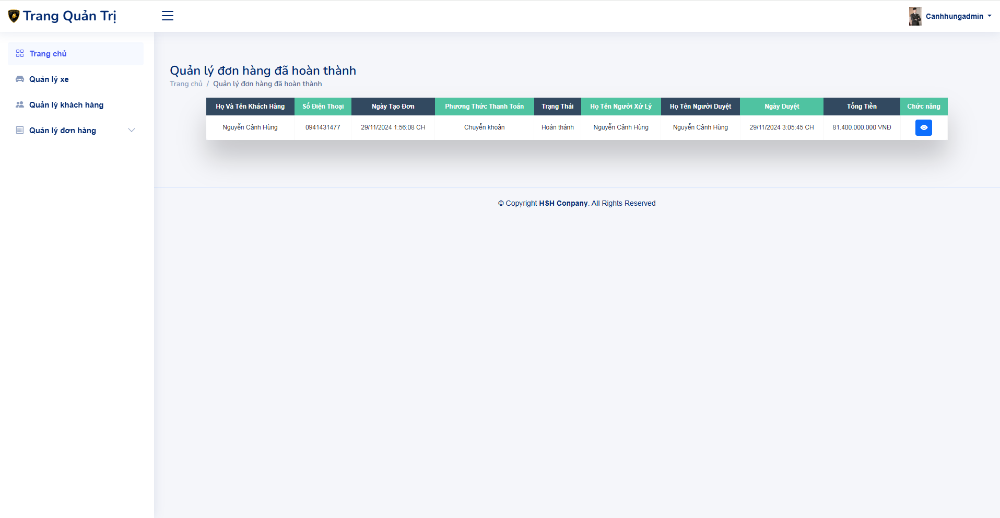 Trang Quản Trị
Canhhungadmin
Trang chủ
Quản lý xe
Quản lý khách hàng
Quản lý đơn hàng
Quản lý đơn hàng đã hoàn thành
Trang chủ / Quản lý đơn hàng đã hoàn thành
Họ Và Tên Khách Hàng Số Điện Thoại Ngày Tạo Đơn Phương Thức Thanh Toán Trạng Thái Họ Tên Người Xử Lý Họ Tên Người Duyệt Ngày Duyệt Tổng Tiền Chức năng
Nguyễn Cảnh Hùng 0941431477 29/11/2024 1:56:08 CH Chuyển khoản Hoàn thành Nguyễn Cảnh Hùng Nguyễn Cảnh Hùng 29/11/2024 3:05:45 CH 81.400.000.000 VNĐ
© Copyright HSH Conpany. All Rights Reserved